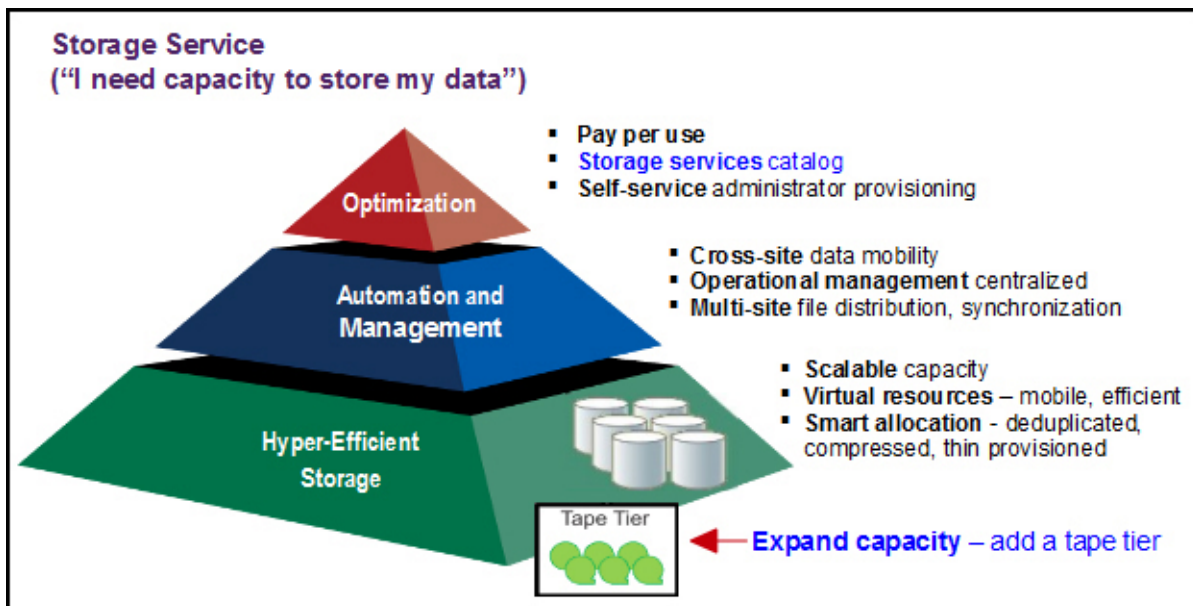 Storage Service
(“I need capacity to store my data”)
▪ Pay per use
▪ Storage services catalog
▪ Self-service administrator provisioning
Optimization
▪ Cross-site data mobility
▪ Operational management centralized
▪ Multi-site file distribution, synchronization
Automation and
Management
▪ Scalable capacity
▪ Virtual resources – mobile, efficient
▪ Smart allocation - deduplicated,
compressed, thin provisioned
Hyper-Efficient
Storage
Tape Tier
Expand capacity – add a tape tier